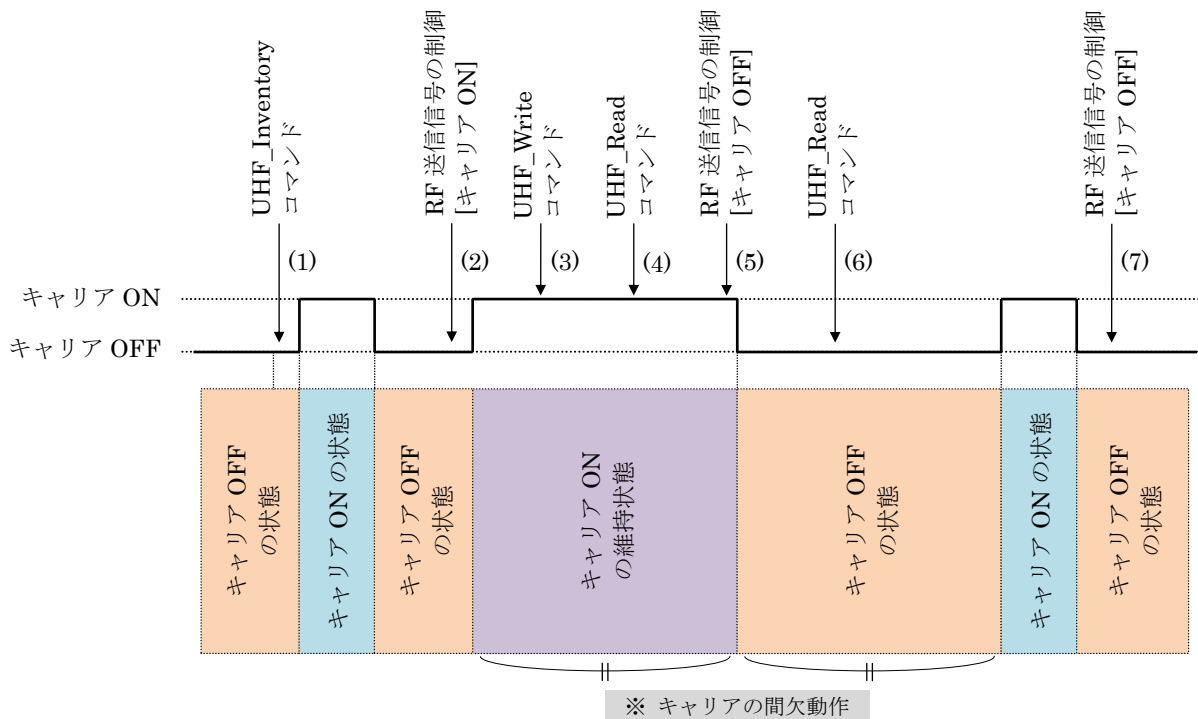 UHF_Inventory
コマンド
RF 送信信号の制御
[キャリア ON]
UHF_Write
コマンド
UHF_Read
コマンド
RF 送信信号の制御
[キャリア OFF]
UHF_Read
コマンド
RF 送信信号の制御
[キャリア OFF]
(1)
(2)
(3)
(4)
(5)
(6)
(7)
キャリア ON
キャリア OFF
キャリア OFF
の状態
キャリア ON の状態
キャリア OFF
の状態
キャリア ON
の維持状態
キャリア OFF
の状態
キャリア ON の状態
キャリア OFF
の状態
※ キャリアの間欠動作